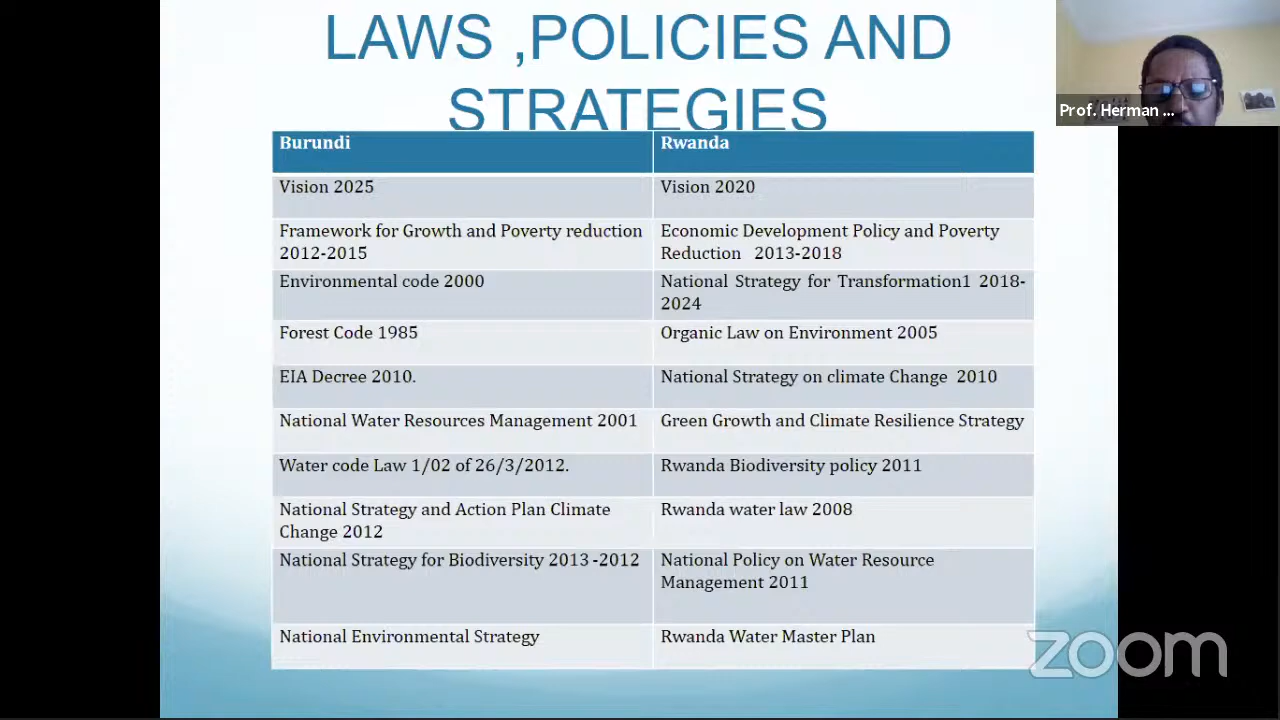 LAWS ,POLICIES AND
STRATEGIES
Prof. Herman ...
Burundi
Rwanda
Vision 2025
Vision 2020
Framework for Growth and Poverty reduction
2012-2015
Economic Development Policy and Poverty
Reduction 2013-2018
Environmental code 2000
National Strategy for Transformation1 2018-
2024
Forest Code 1985
Organic Law on Environment 2005
EIA Decree 2010.
National Strategy on climate Change 2010
National Water Resources Management 2001
Green Growth and Climate Resilience Strategy
Water code Law 1/02 of 26/3/2012.
Rwanda Biodiversity policy 2011
National Strategy and Action Plan Climate
Change 2012
Rwanda water law 2008
National Strategy for Biodiversity 2013 -2012
National Policy on Water Resource
Management 2011
National Environmental Strategy
Rwanda Water Master Plan
zoom